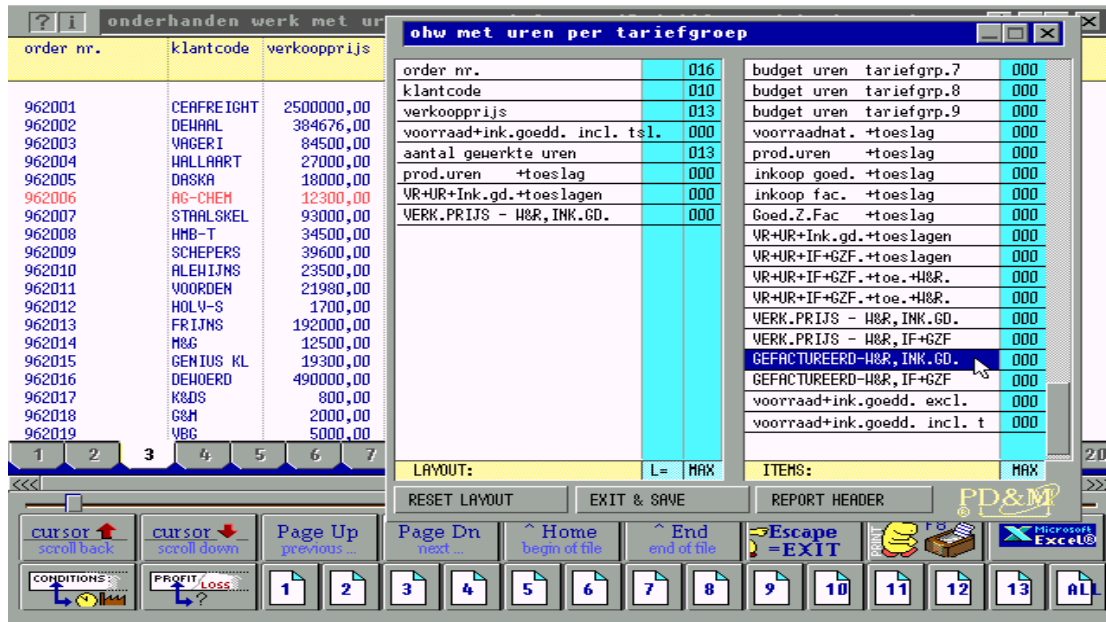 ? i onderhanden werk met ur
order nr. klantcode verkoopprijs
962001 CEAFREIGHT 2500000,00
962002 DEWAAL 384676,00
962003 VAGERI 84500,00
962004 WALLAART 27000,00
962005 DASKA 18000,00
962006 AG-CHEM 12300,00
962007 STAALSKEL 93000,00
962008 HMB-T 34500,00
962009 SCHEPERS 39600,00
962010 ALEWIJNS 23500,00
962011 VOORDEN 21980,00
962012 HOLV-S 1700,00
962013 FRIJNS 192000,00
962014 M&G 12500,00
962015 GENIUS KL 19300,00
962016 DEWOERD 490000,00
962017 K&DS 800,00
962018 G&M 2000,00
962019 VBG 5000,00
1 2 3 4 5 6 7 20
<<< >>>
ohw met uren per tariefgroep
order nr. 016
klantcode 010
verkoopprijs 013
voorraad+ink.goedd. incl. tsl. 000
aantal gewerkte uren 013
prod.uren +toeslag 000
VR+UR+Ink.gd.+toeslagen 000
VERK.PRIJS - W&R,INK.GD. 000
LAYOUT: L= MAX
budget uren tariefgrp.7 000
budget uren tariefgrp.8 000
budget uren tariefgrp.9 000
voorraadmat. +toeslag 000
prod.uren +toeslag 000
inkoop goed. +toeslag 000
inkoop fac. +toeslag 000
Goed.Z.Fac +toeslag 000
VR+UR+Ink.gd.+toeslagen 000
VR+UR+IF+GZF.+toeslagen 000
VR+UR+IF+GZF.+toe.+W&R. 000
VR+UR+IF+GZF.+toe.+W&R. 000
VERK.PRIJS - W&R,INK.GD. 000
VERK.PRIJS - W&R,IF+GZF 000
GEFACTUREERD-W&R,INK.GD. 000
GEFACTUREERD-W&R,IF+GZF 000
voorraad+ink.goedd. excl. 000
voorraad+ink.goedd. incl. t 000
ITEMS: MAX
RESET LAYOUT EXIT & SAVE REPORT HEADER PD&M ®
cursor scroll back
cursor scroll down
Page Up previous ...
Page Dn next ...
^ Home begin of file
^ End end of file
Escape =EXIT
PRINT F8
Microsoft Excel®
CONDITIONS:
PROFIT LOSS ?
1 2 3 4 5 6 7 8 9 10 11 12 13 ALL